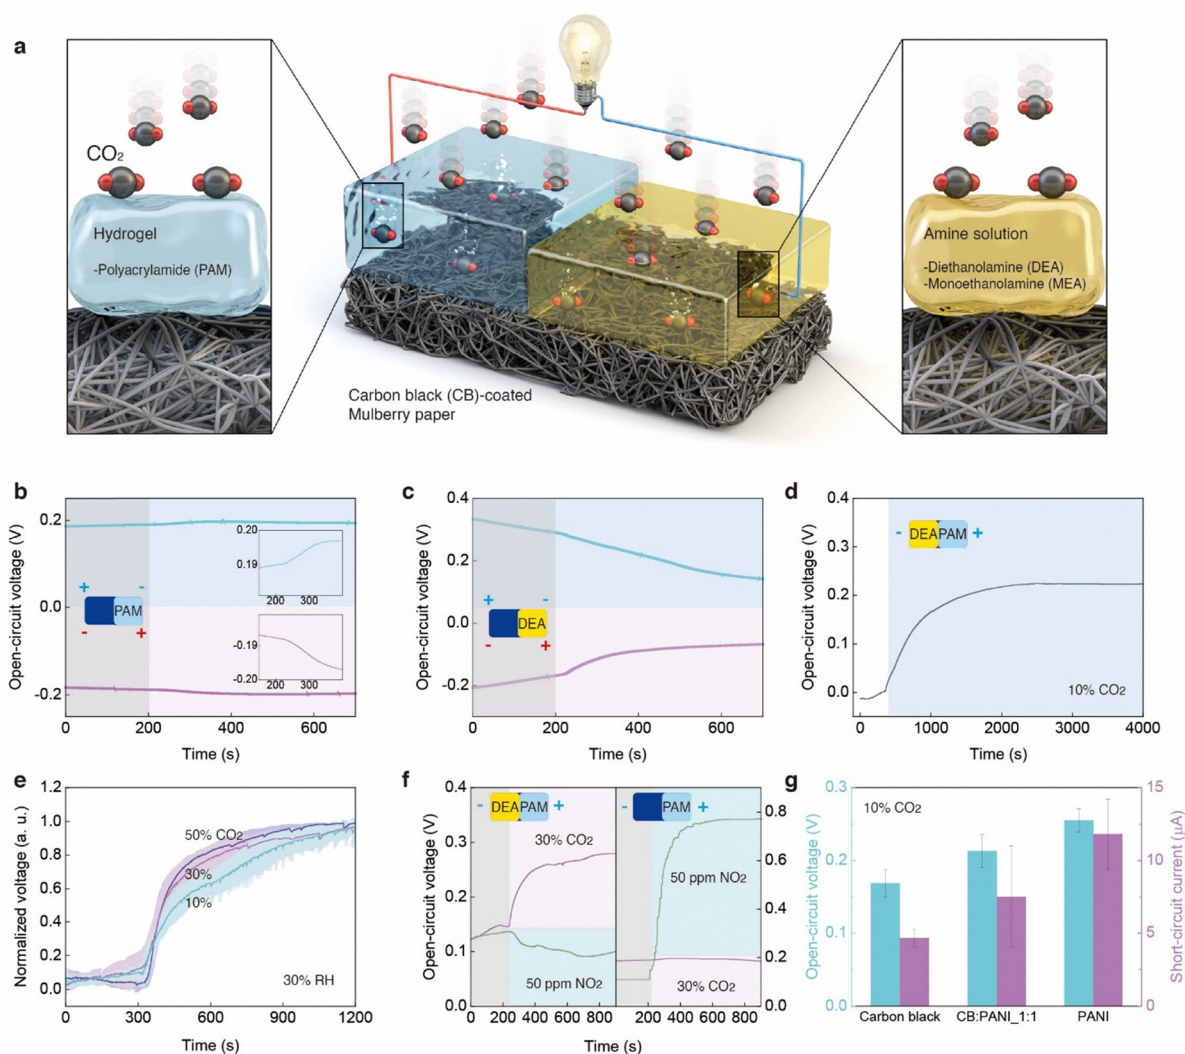 a
CO2
Hydrogel
-Polyacrylamide (PAM)
Carbon black (CB)-coated
Mulberry paper
Amine solution
-Diethanolamine (DEA)
-Monoethanolamine (MEA)
b
Open-circuit voltage (V)
0.2
0.0
-0.2
+ -
PAM
- +
0.20
0.19
200 300
-0.19
-0.20
200 300
0 200 400 600
Time (s)
c
Open-circuit voltage (V)
0.4
0.2
0.0
-0.2
+ -
DEA
- +
0 200 400 600
Time (s)
d
Open-circuit voltage (V)
0.4
0.3
0.2
0.1
0.0
- DEA PAM +
10% CO2
0 1000 2000 3000 4000
Time (s)
e
Normalized voltage (a. u.)
1.2
1.0
0.8
0.6
0.4
0.2
0.0
50% CO2
30%
10%
30% RH
0 300 600 900 1200
Time (s)
f
Open-circuit voltage (V)
0.4
0.3
0.2
0.1
0.0
- DEA PAM +
30% CO2
50 ppm NO2
0 200 400 600 800
- PAM +
50 ppm NO2
30% CO2
0.8
0.6
0.4
0.2
0.0
0 200 400 600 800
Time (s)
g
Open-circuit voltage (V)
0.3
0.2
0.1
0.0
10% CO2
15
10
5
0
Short-circuit current (μA)
Carbon black CB:PANI_1:1 PANI